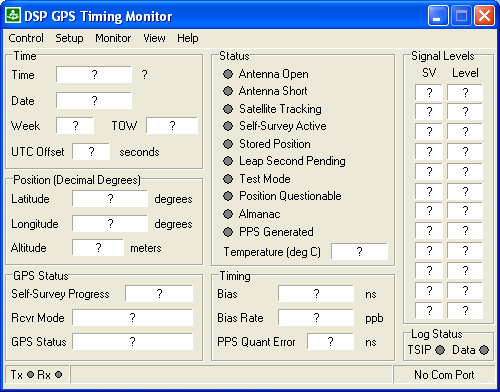 DSP GPS Timing Monitor
Control Setup Monitor View Help
Time
Time ? ?
Date ?
Week ? TOW ?
UTC Offset ? seconds
Position (Decimal Degrees)
Latitude ? degrees
Longitude ? degrees
Altitude ? meters
GPS Status
Self-Survey Progress ?
Rcvr Mode ?
GPS Status ?
Status
Antenna Open
Antenna Short
Satellite Tracking
Self-Survey Active
Stored Position
Leap Second Pending
Test Mode
Position Questionable
Almanac
PPS Generated
Temperature (deg C) ?
Timing
Bias ? ns
Bias Rate ? ppb
PPS Quant Error ? ns
Signal Levels
SV Level
? ?
? ?
? ?
? ?
? ?
? ?
? ?
? ?
? ?
? ?
? ?
? ?
Log Status
TSIP Data
Tx Rx No Com Port